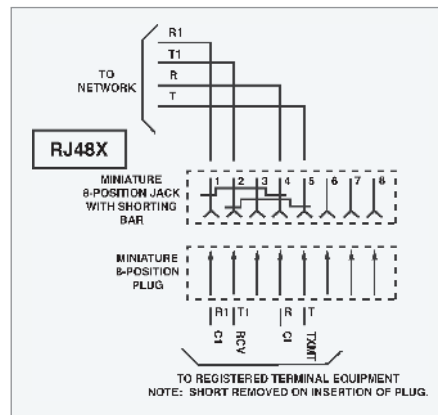 R1
T1
TO
NETWORK
R
T
RJ48X
1 2 3 4 5 6 7 8
MINIATURE
8-POSITION JACK
WITH SHORTING
BAR
MINIATURE
8-POSITION
PLUG
R1 T1 R T
C1 RCV CI TXMT
TO REGISTERED TERMINAL EQUIPMENT
NOTE: SHORT REMOVED ON INSERTION OF PLUG.